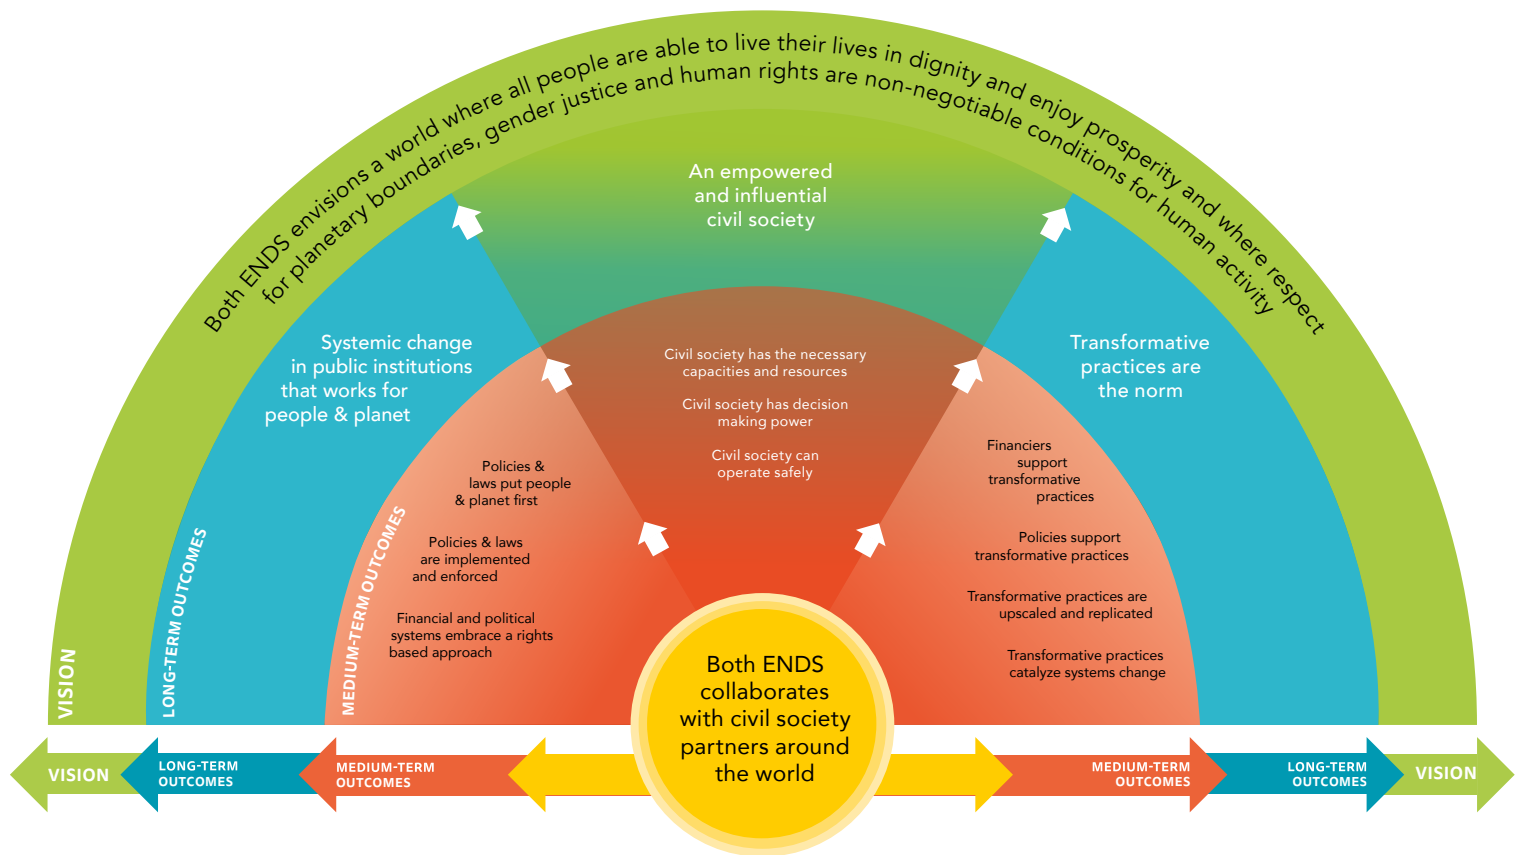 Both ENDS envisions a world where all people are able to live their lives in dignity and enjoy prosperity and where respect
for planetary boundaries, gender justice and human rights are non-negotiable conditions for human activity
An empowered
and influential
civil society
Systemic change
in public institutions
that works for
people & planet
Transformative
practices are
the norm
Civil society has the necessary
capacities and resources
Civil society has decision
making power
Civil society can
operate safely
Policies &
laws put people
& planet first
Policies & laws
are implemented
and enforced
Financial and political
systems embrace a rights
based approach
Financiers
support
transformative
practices
Policies support
transformative practices
Transformative practices are
upscaled and replicated
Transformative practices
catalyze systems change
VISION
LONG-TERM OUTCOMES
MEDIUM-TERM OUTCOMES
Both ENDS
collaborates
with civil society
partners around
the world
VISION
LONG-TERM
OUTCOMES
MEDIUM-TERM
OUTCOMES
MEDIUM-TERM
OUTCOMES
LONG-TERM
OUTCOMES
VISION